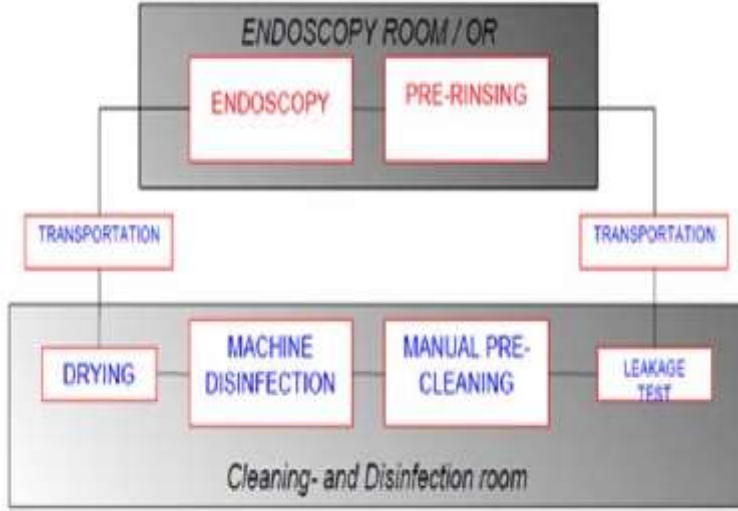 ENDOSCOPY ROOM / OR
ENDOSCOPY
PRE-RINSING
TRANSPORTATION
TRANSPORTATION
DRYING
MACHINE
DISINFECTION
MANUAL PRE-
CLEANING
LEAKAGE
TEST
Cleaning- and Disinfection room